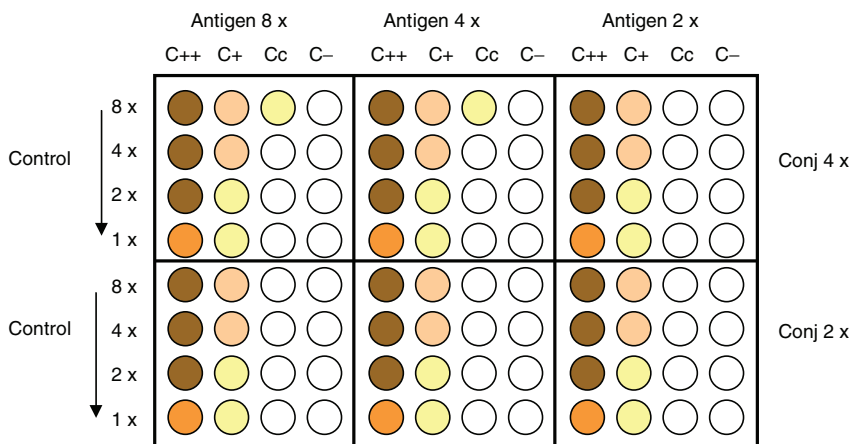 Antigen 8 x Antigen 4 x Antigen 2 x
C++ C+ Cc C– C++ C+ Cc C– C++ C+ Cc C–
8 x
4 x
Control Conj 4 x
2 x
1 x
8 x
Control 4 x Conj 2 x
2 x
1 x